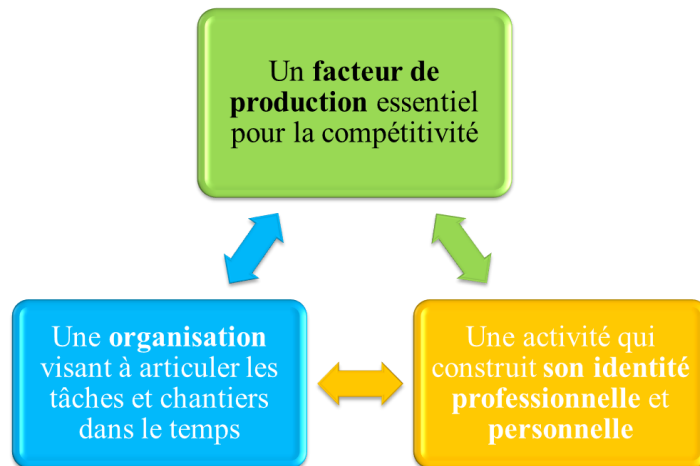 Un facteur de
production essentiel
pour la compétitivité
Une organisation
visant à articuler les
tâches et chantiers
dans le temps
Une activité qui
construit son identité
professionnelle et
personnelle